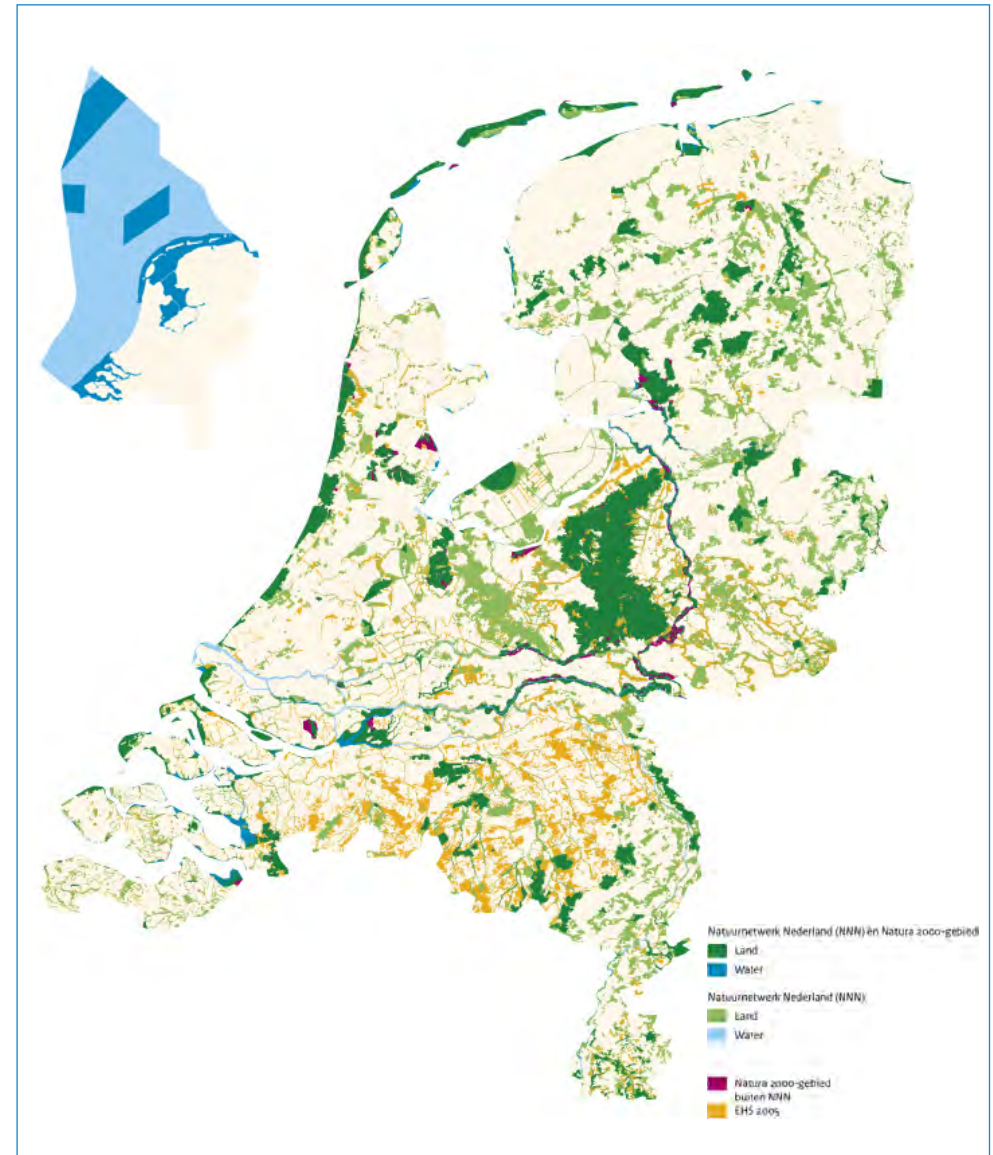 Natuurnetwerk Nederland (NNN) èn Natura 2000-gebied
Land
Water
Natuurnetwerk Nederland (NNN)
Land
Water
Natura 2000-gebied
buiten NNN
EHS 2005